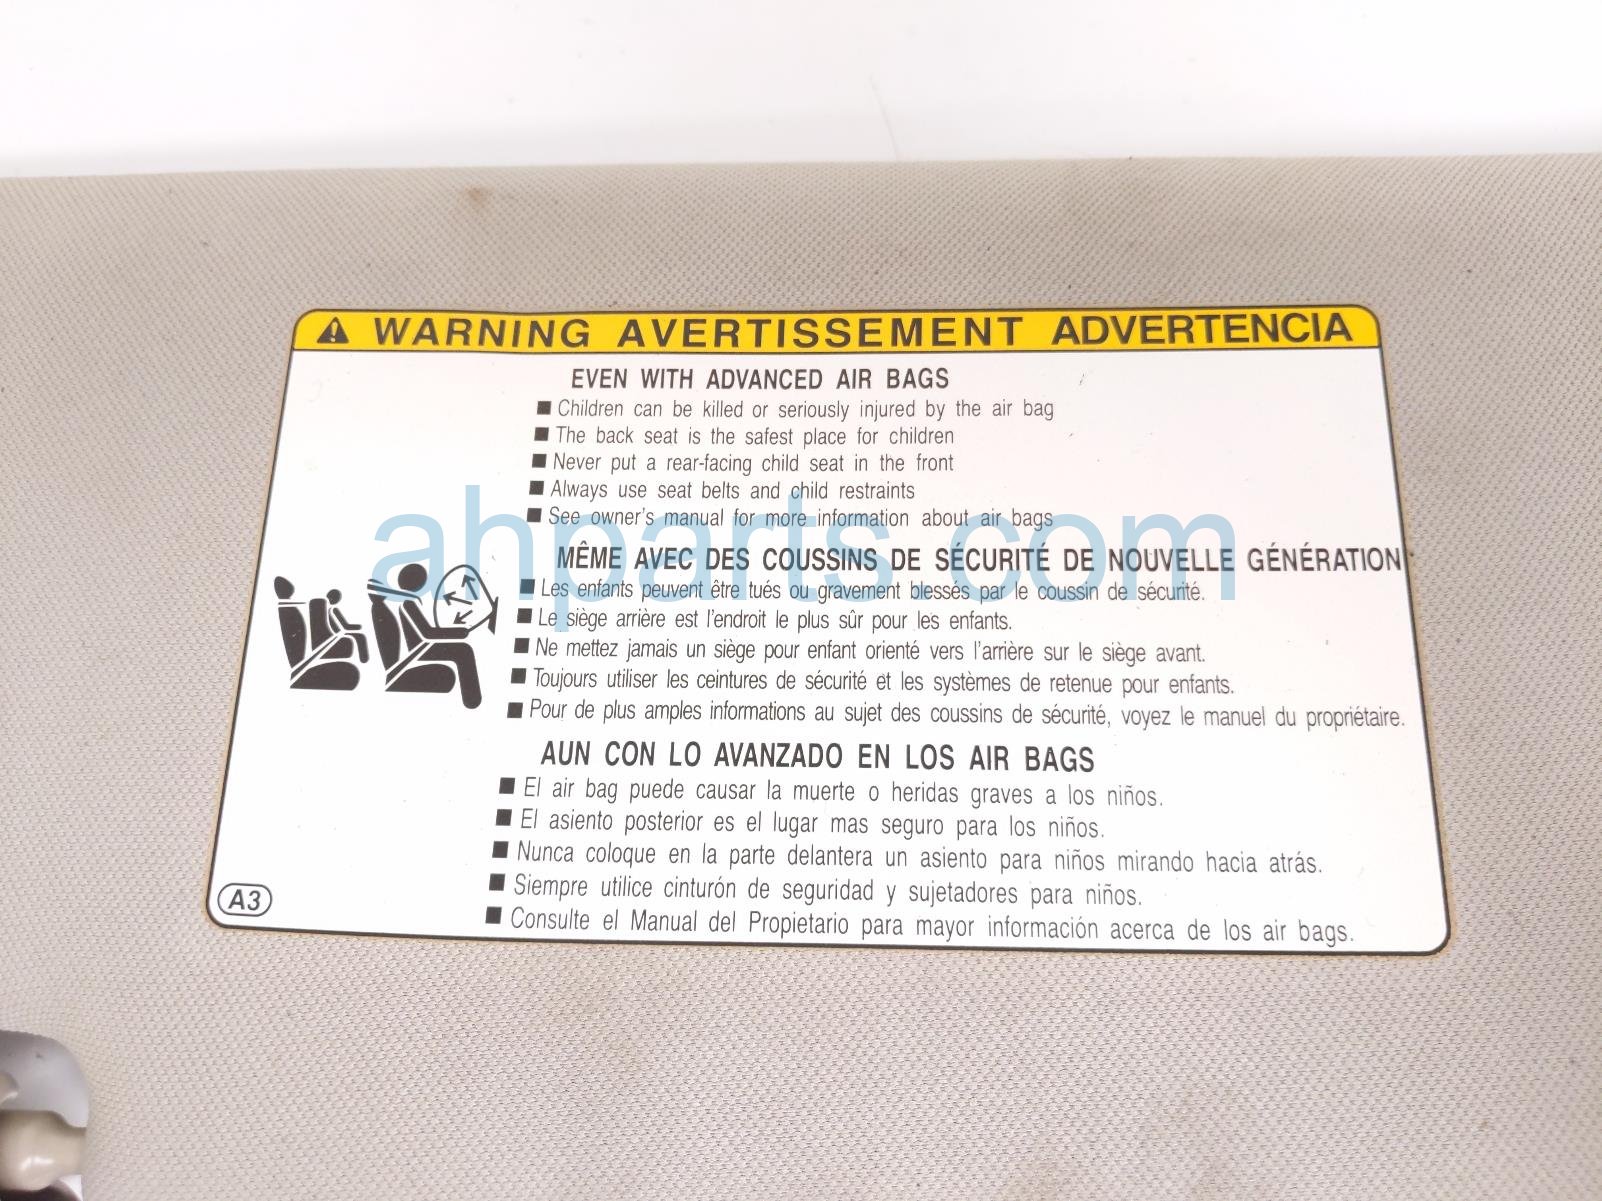 WARNING AVERTISSEMENT ADVERTENCIA
EVEN WITH ADVANCED AIR BAGS
■ Children can be killed or seriously injured by the air bag
■ The back seat is the safest place for children
■ Never put a rear-facing child seat in the front
■ Always use seat belts and child restraints
■ See owner's manual for more information about air bags
ahparts.com
MÊME AVEC DES COUSSINS DE SÉCURITÉ DE NOUVELLE GÉNÉRATION
■ Les enfants peuvent être tués ou gravement blessés par le coussin de sécurité.
■ Le siège arrière est l'endroit le plus sûr pour les enfants.
■ Ne mettez jamais un siège pour enfant orienté vers l'arrière sur le siège avant.
■ Toujours utiliser les ceintures de sécurité et les systèmes de retenue pour enfants.
■ Pour de plus amples informations au sujet des coussins de sécurité, voyez le manuel du propriétaire.
AUN CON LO AVANZADO EN LOS AIR BAGS
■ El air bag puede causar la muerte o heridas graves a los niños.
■ El asiento posterior es el lugar mas seguro para los niños.
■ Nunca coloque en la parte delantera un asiento para niños mirando hacia atrás.
■ Siempre utilice cinturón de seguridad y sujetadores para niños.
■ Consulte el Manual del Propietario para mayor información acerca de los air bags.
A3